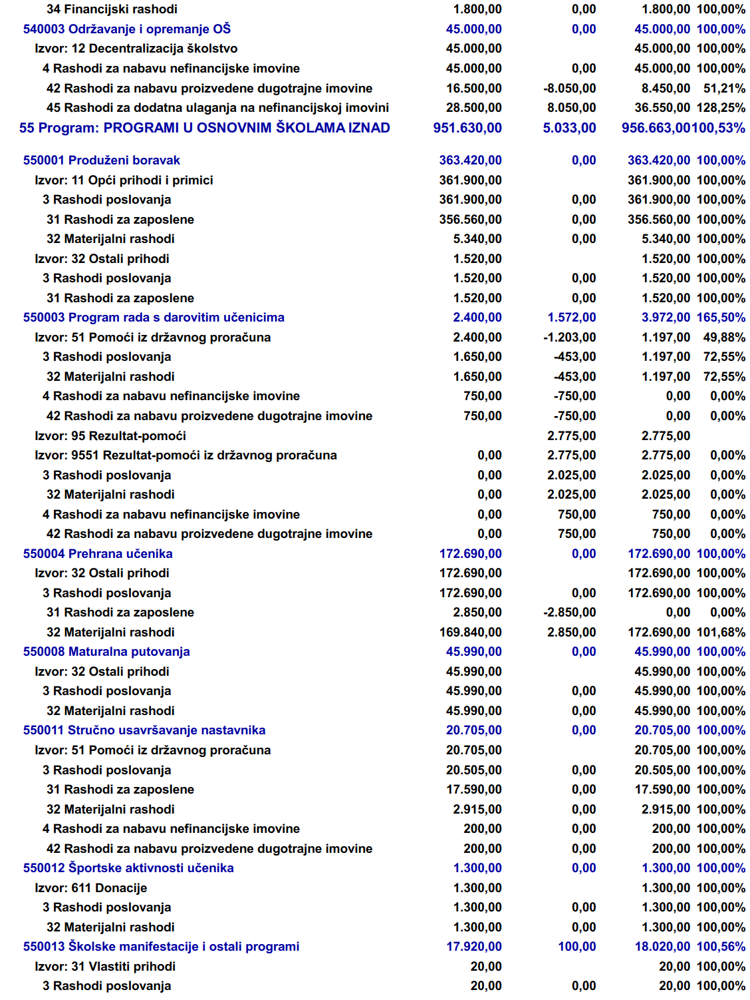 34 Financijski rashodi 1.800,00 0,00 1.800,00 100,00%
540003 Održavanje i opremanje OŠ 45.000,00 0,00 45.000,00 100,00%
Izvor: 12 Decentralizacija školstvo 45.000,00 45.000,00 100,00%
4 Rashodi za nabavu nefinancijske imovine 45.000,00 0,00 45.000,00 100,00%
42 Rashodi za nabavu proizvedene dugotrajne imovine 16.500,00 -8.050,00 8.450,00 51,21%
45 Rashodi za dodatna ulaganja na nefinancijskoj imovini 28.500,00 8.050,00 36.550,00 128,25%
55 Program: PROGRAMI U OSNOVNIM ŠKOLAMA IZNAD 951.630,00 5.033,00 956.663,00 100,53%
550001 Produženi boravak 363.420,00 0,00 363.420,00 100,00%
Izvor: 11 Opći prihodi i primici 361.900,00 361.900,00 100,00%
3 Rashodi poslovanja 361.900,00 0,00 361.900,00 100,00%
31 Rashodi za zaposlene 356.560,00 0,00 356.560,00 100,00%
32 Materijalni rashodi 5.340,00 0,00 5.340,00 100,00%
Izvor: 32 Ostali prihodi 1.520,00 1.520,00 100,00%
3 Rashodi poslovanja 1.520,00 0,00 1.520,00 100,00%
31 Rashodi za zaposlene 1.520,00 0,00 1.520,00 100,00%
550003 Program rada s darovitim učenicima 2.400,00 1.572,00 3.972,00 165,50%
Izvor: 51 Pomoći iz državnog proračuna 2.400,00 -1.203,00 1.197,00 49,88%
3 Rashodi poslovanja 1.650,00 -453,00 1.197,00 72,55%
32 Materijalni rashodi 1.650,00 -453,00 1.197,00 72,55%
4 Rashodi za nabavu nefinancijske imovine 750,00 -750,00 0,00 0,00%
42 Rashodi za nabavu proizvedene dugotrajne imovine 750,00 -750,00 0,00 0,00%
Izvor: 95 Rezultat-pomoći 2.775,00 2.775,00
Izvor: 9551 Rezultat-pomoći iz državnog proračuna 0,00 2.775,00 2.775,00 0,00%
3 Rashodi poslovanja 0,00 2.025,00 2.025,00 0,00%
32 Materijalni rashodi 0,00 2.025,00 2.025,00 0,00%
4 Rashodi za nabavu nefinancijske imovine 0,00 750,00 750,00 0,00%
42 Rashodi za nabavu proizvedene dugotrajne imovine 0,00 750,00 750,00 0,00%
550004 Prehrana učenika 172.690,00 0,00 172.690,00 100,00%
Izvor: 32 Ostali prihodi 172.690,00 172.690,00 100,00%
3 Rashodi poslovanja 172.690,00 0,00 172.690,00 100,00%
31 Rashodi za zaposlene 2.850,00 -2.850,00 0,00 0,00%
32 Materijalni rashodi 169.840,00 2.850,00 172.690,00 101,68%
550008 Maturalna putovanja 45.990,00 0,00 45.990,00 100,00%
Izvor: 32 Ostali prihodi 45.990,00 45.990,00 100,00%
3 Rashodi poslovanja 45.990,00 0,00 45.990,00 100,00%
32 Materijalni rashodi 45.990,00 0,00 45.990,00 100,00%
550011 Stručno usavršavanje nastavnika 20.705,00 0,00 20.705,00 100,00%
Izvor: 51 Pomoći iz državnog proračuna 20.705,00 20.705,00 100,00%
3 Rashodi poslovanja 20.505,00 0,00 20.505,00 100,00%
31 Rashodi za zaposlene 17.590,00 0,00 17.590,00 100,00%
32 Materijalni rashodi 2.915,00 0,00 2.915,00 100,00%
4 Rashodi za nabavu nefinancijske imovine 200,00 0,00 200,00 100,00%
42 Rashodi za nabavu proizvedene dugotrajne imovine 200,00 0,00 200,00 100,00%
550012 Športske aktivnosti učenika 1.300,00 0,00 1.300,00 100,00%
Izvor: 611 Donacije 1.300,00 1.300,00 100,00%
3 Rashodi poslovanja 1.300,00 0,00 1.300,00 100,00%
32 Materijalni rashodi 1.300,00 0,00 1.300,00 100,00%
550013 Školske manifestacije i ostali programi 17.920,00 100,00 18.020,00 100,56%
Izvor: 31 Vlastiti prihodi 20,00 20,00 100,00%
3 Rashodi poslovanja 20,00 0,00 20,00 100,00%